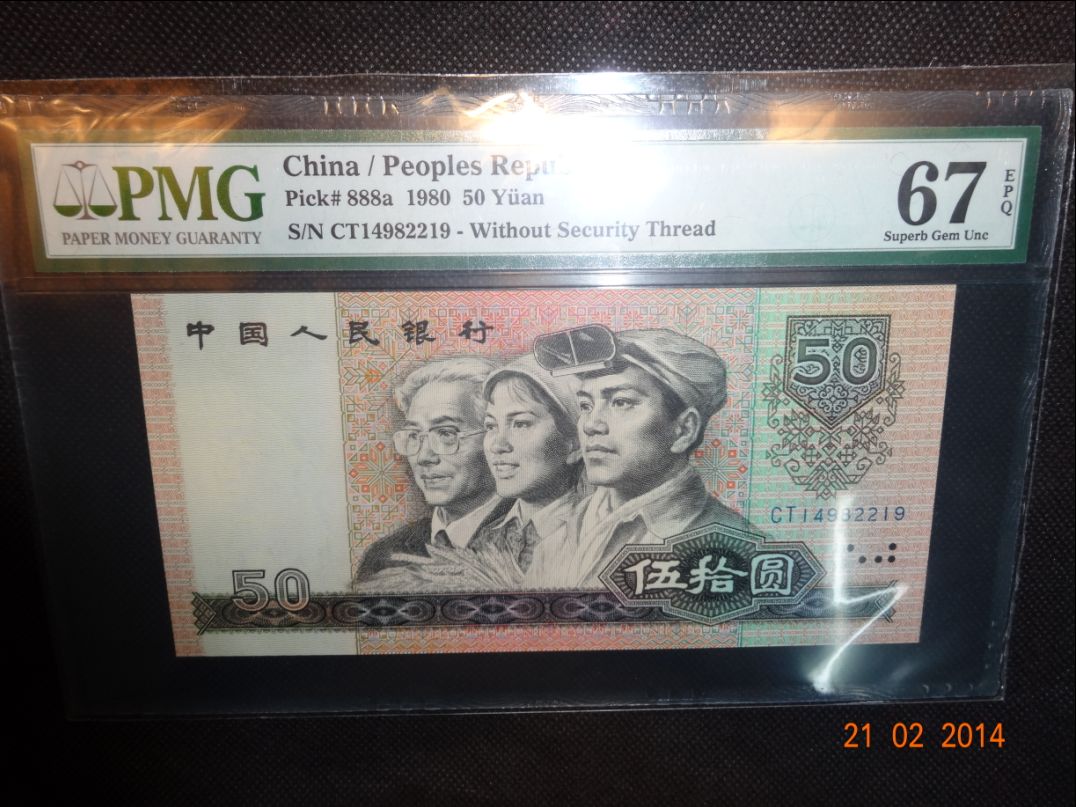 PMG
PAPER MONEY GUARANTY
China / Peoples
Pick# 888a 1980 50 Yüan
S/N CT14982219 - Without Security Thread
67
EPQ
Superb Gem Unc
中国人民银行
50
CT14982219
50
伍拾圆
21 02 2014